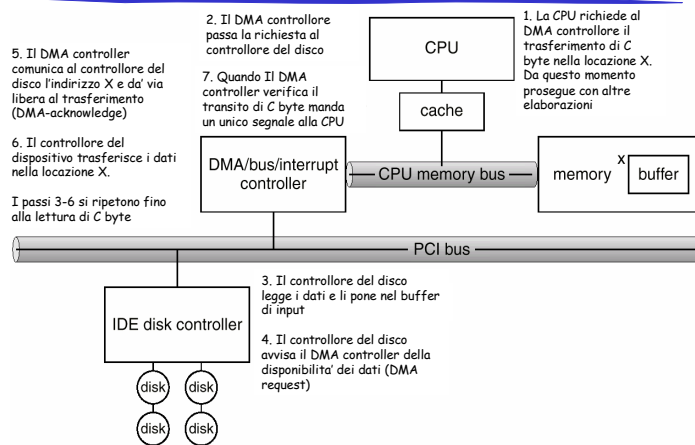 1. La CPU richiede al
DMA controllore il
trasferimento di C
byte nella locazione X.
Da questo momento
prosegue con altre
elaborazioni
2. Il DMA controllore
passa la richiesta al
controllore del disco
5. Il DMA controller
comunica al controllore del
disco l'indirizzo X e da' via
libera al trasferimento
(DMA-acknowledge)
7. Quando Il DMA
controller verifica il
transito di C byte manda
un unico segnale alla CPU
6. Il controllore del
dispositivo trasferisce i dati
nella locazione X.
I passi 3-6 si ripetono fino
alla lettura di C byte
CPU
cache
DMA/bus/interrupt
controller
CPU memory bus
memory
X
buffer
PCI bus
IDE disk controller
3. Il controllore del disco
legge i dati e li pone nel buffer
di input
4. Il controllore del disco
avvisa il DMA controller della
disponibilita' dei dati (DMA
request)
disk
disk
disk
disk